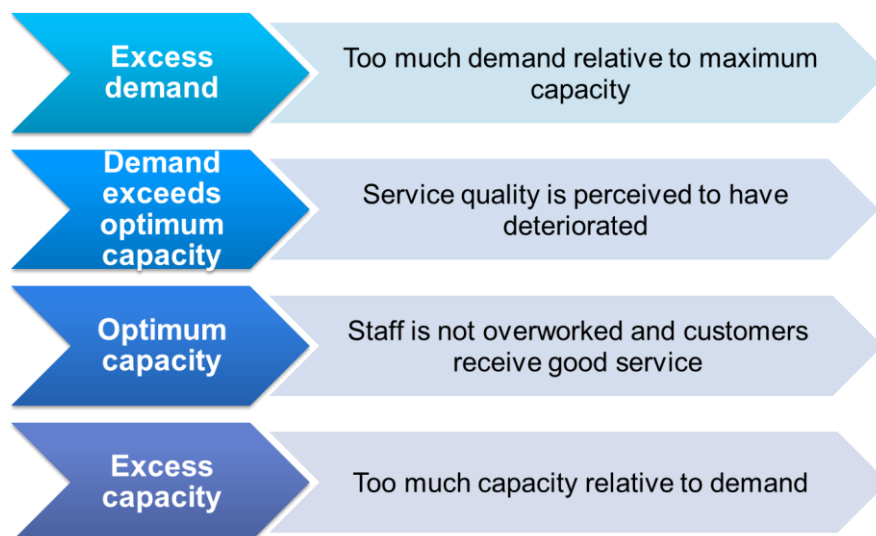 Excess
demand
Too much demand relative to maximum
capacity
Demand
exceeds
optimum
capacity
Service quality is perceived to have
deteriorated
Optimum
capacity
Staff is not overworked and customers
receive good service
Excess
capacity
Too much capacity relative to demand